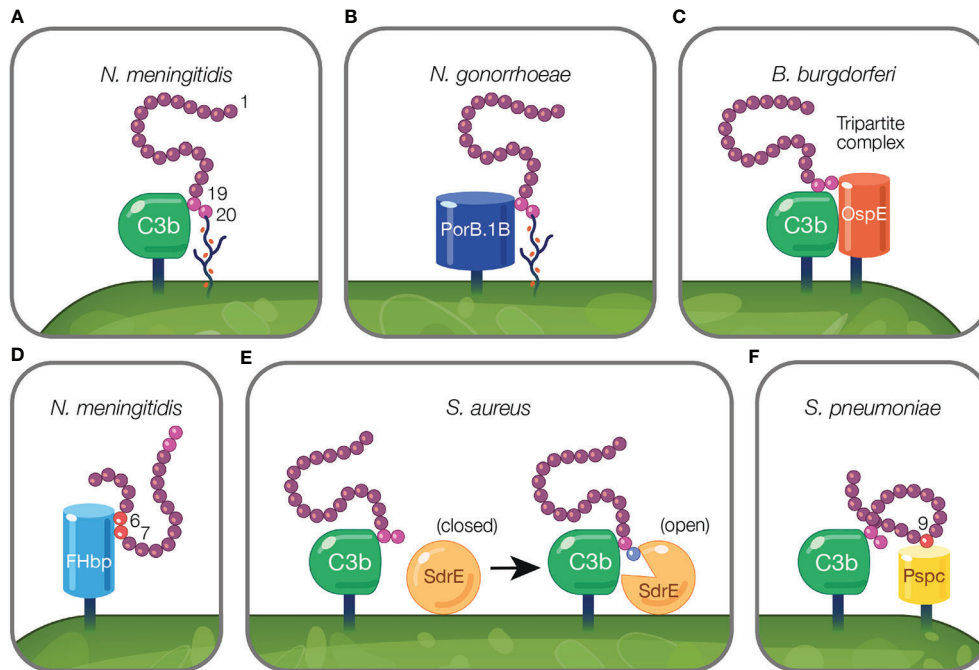 A
N. meningitidis
1
19
20
C3b
B
N. gonorrhoeae
PorB.1B
C
B. burgdorferi
Tripartite
complex
C3b
OspE
D
N. meningitidis
6
7
FHbp
E
S. aureus
(closed)
C3b
SdrE
(open)
C3b
SdrE
F
S. pneumoniae
9
C3b
Pspc